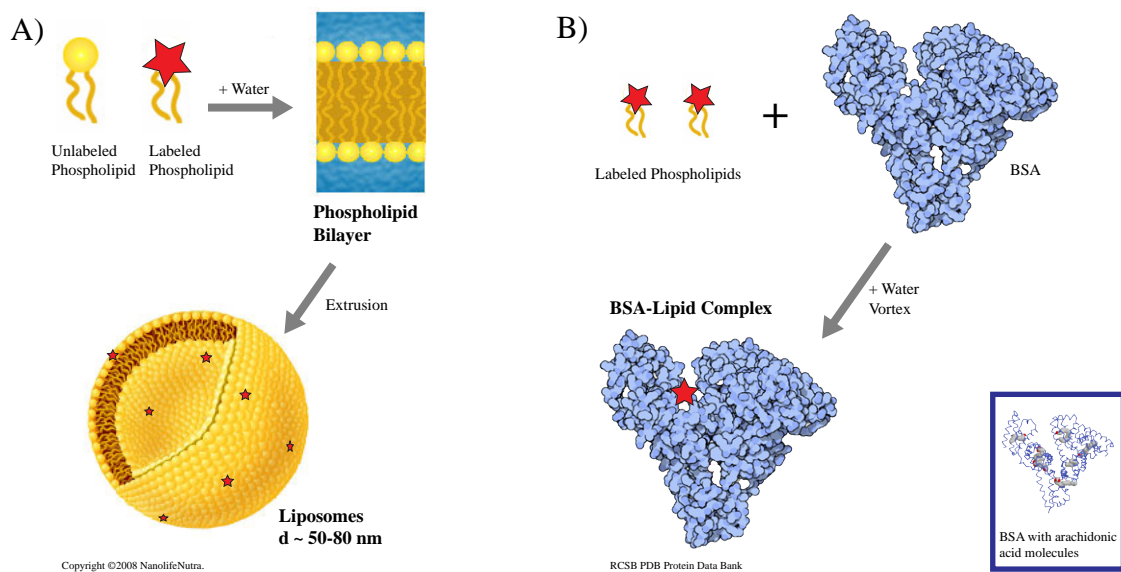 A)
+ Water
Unlabeled
Phospholipid
Labeled
Phospholipid
Phospholipid
Bilayer
Extrusion
Liposomes
d ~ 50-80 nm
Copyright ©2008 NanolifeNutra.
B)
+
Labeled Phospholipids
BSA
+ Water
Vortex
BSA-Lipid Complex
RCSB PDB Protein Data Bank
BSA with arachidonic
acid molecules